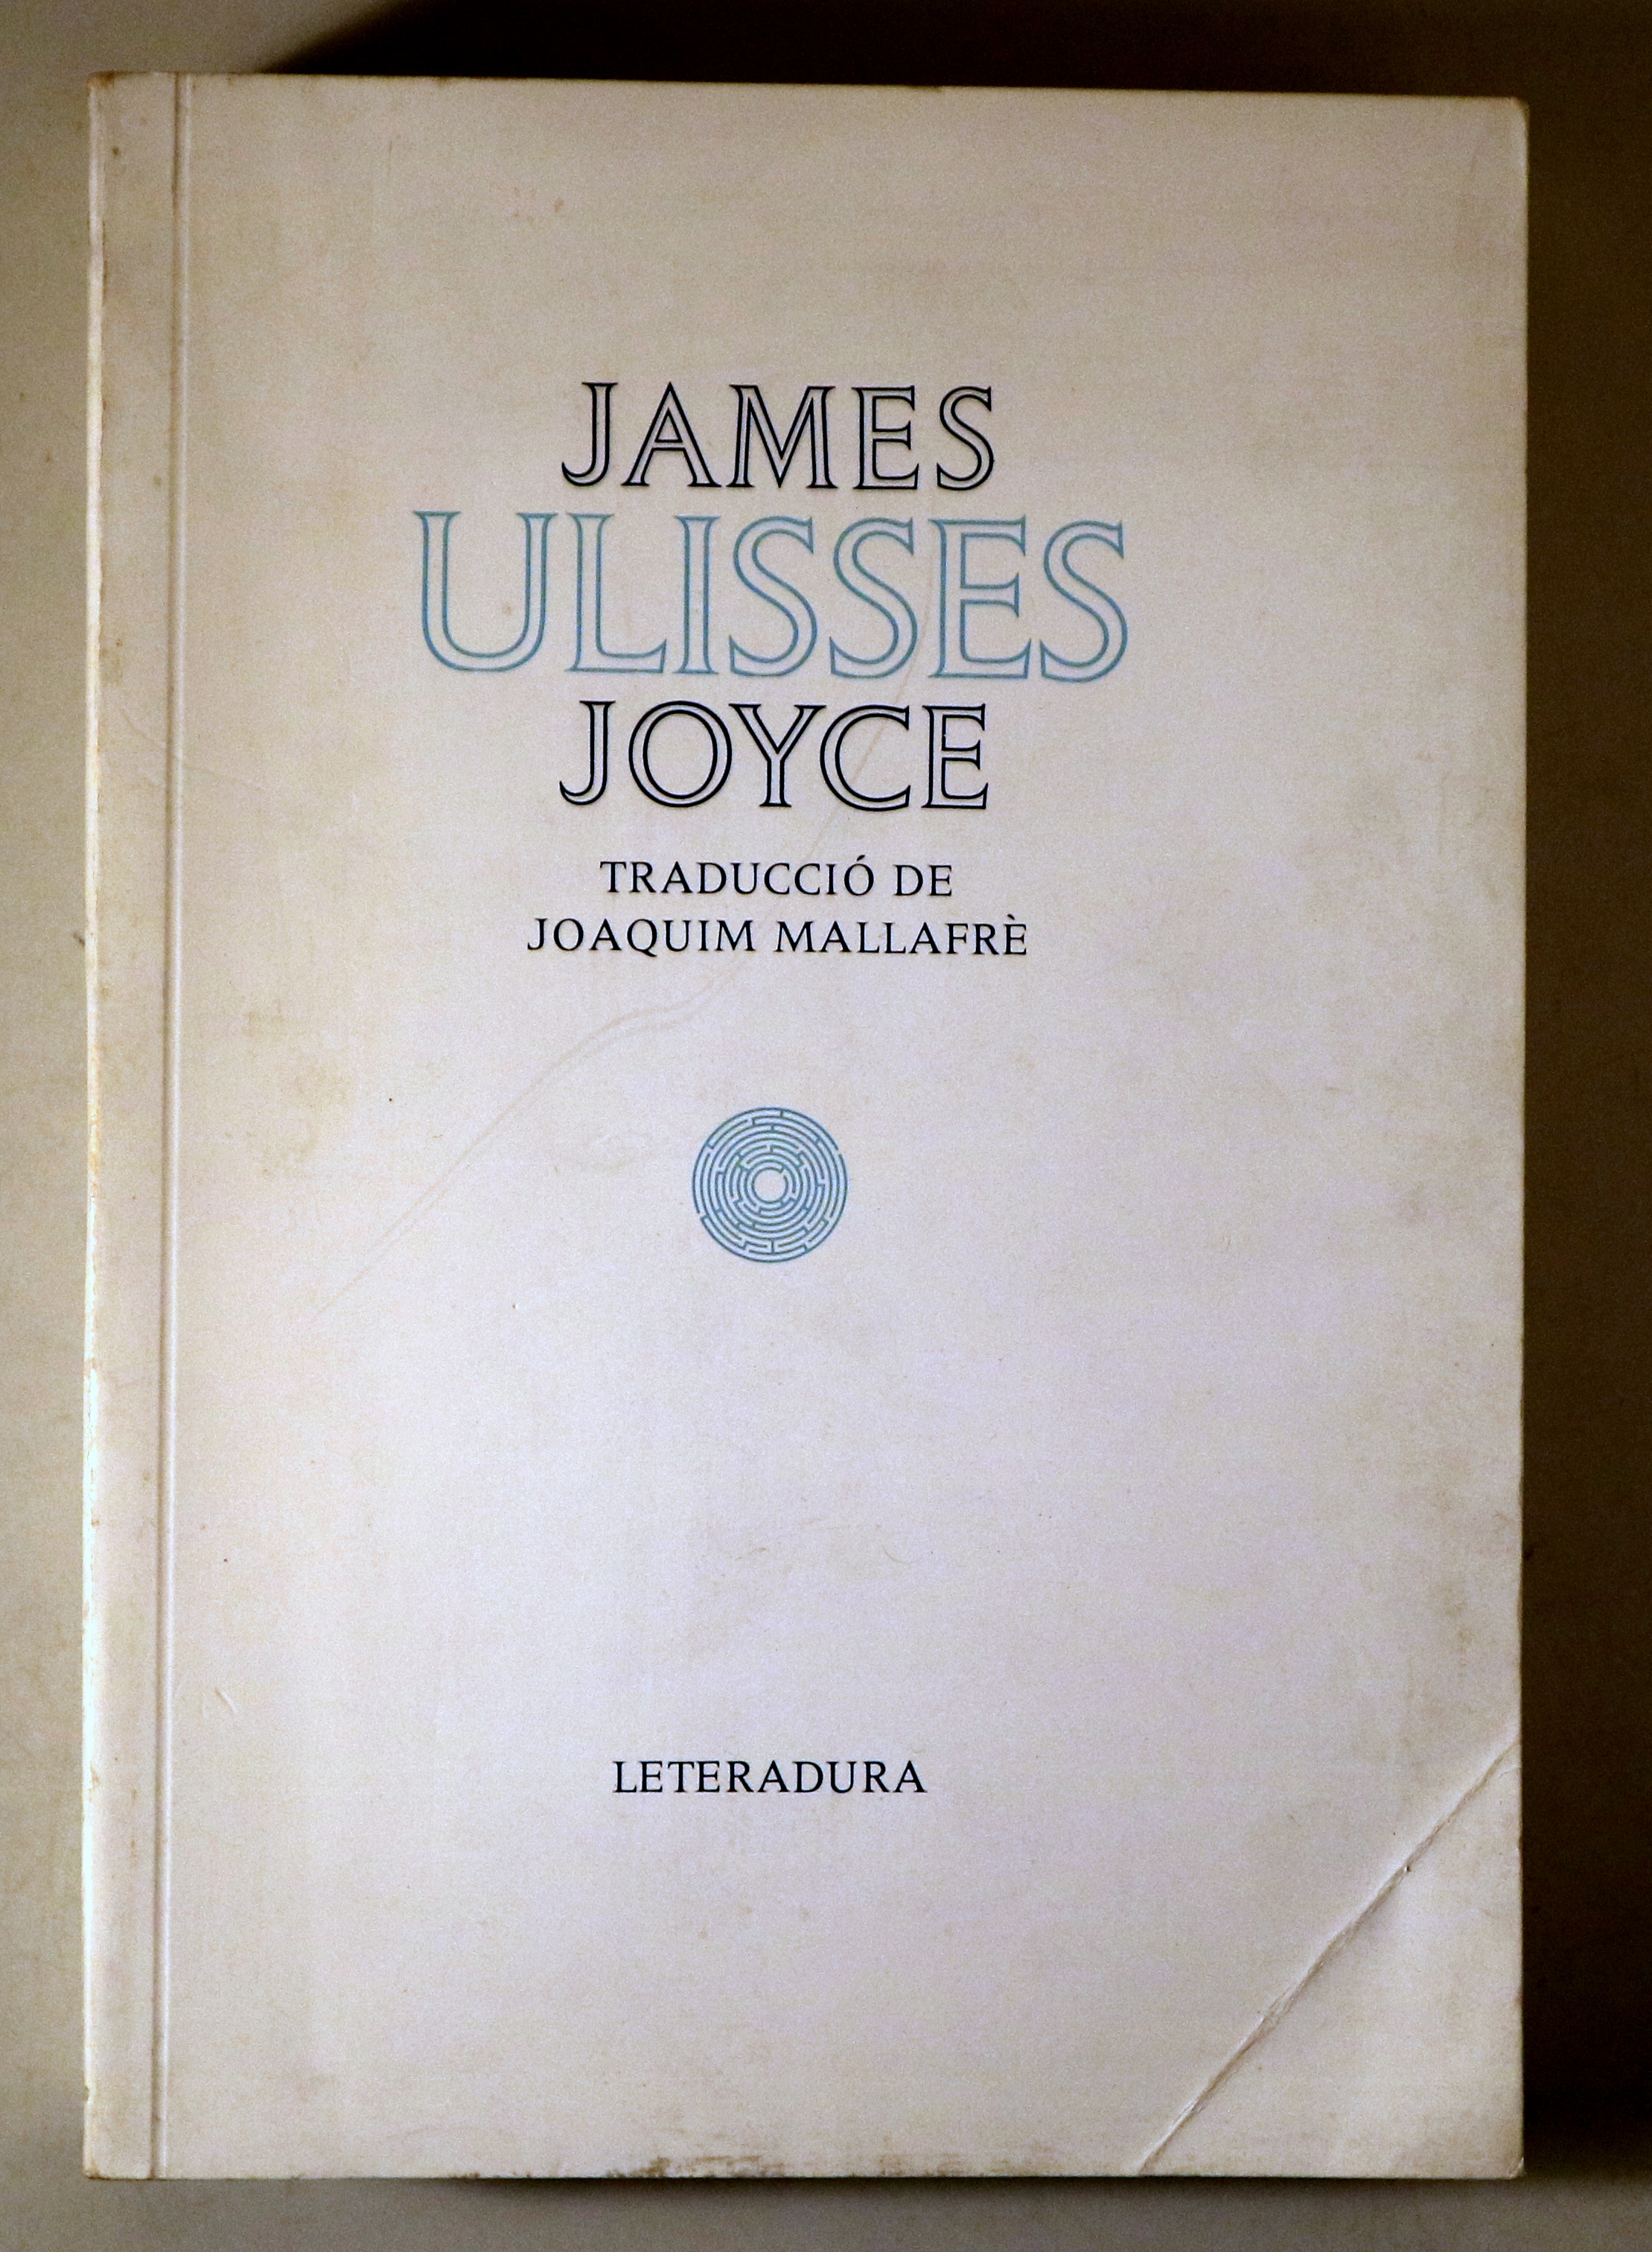 JAMES
ULISSES
JOYCE
TRADUCCIÓ DE
JOAQUIM MALLAFRÈ
LETERADURA